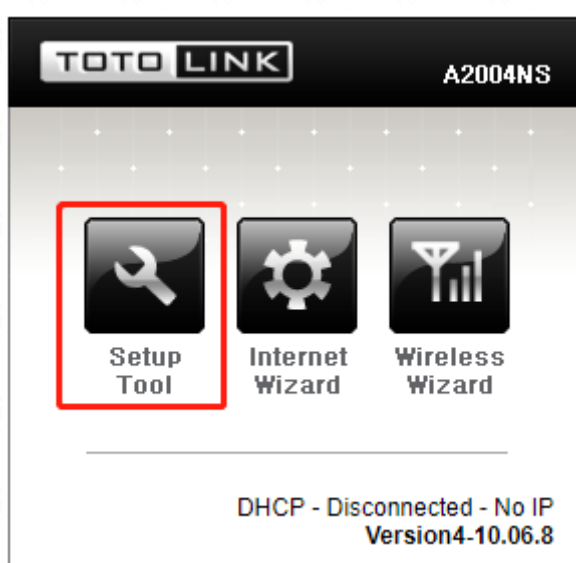 TOTO LINK
A2004NS
Setup Tool
Internet Wizard
Wireless Wizard
DHCP - Disconnected - No IP
Version4-10.06.8